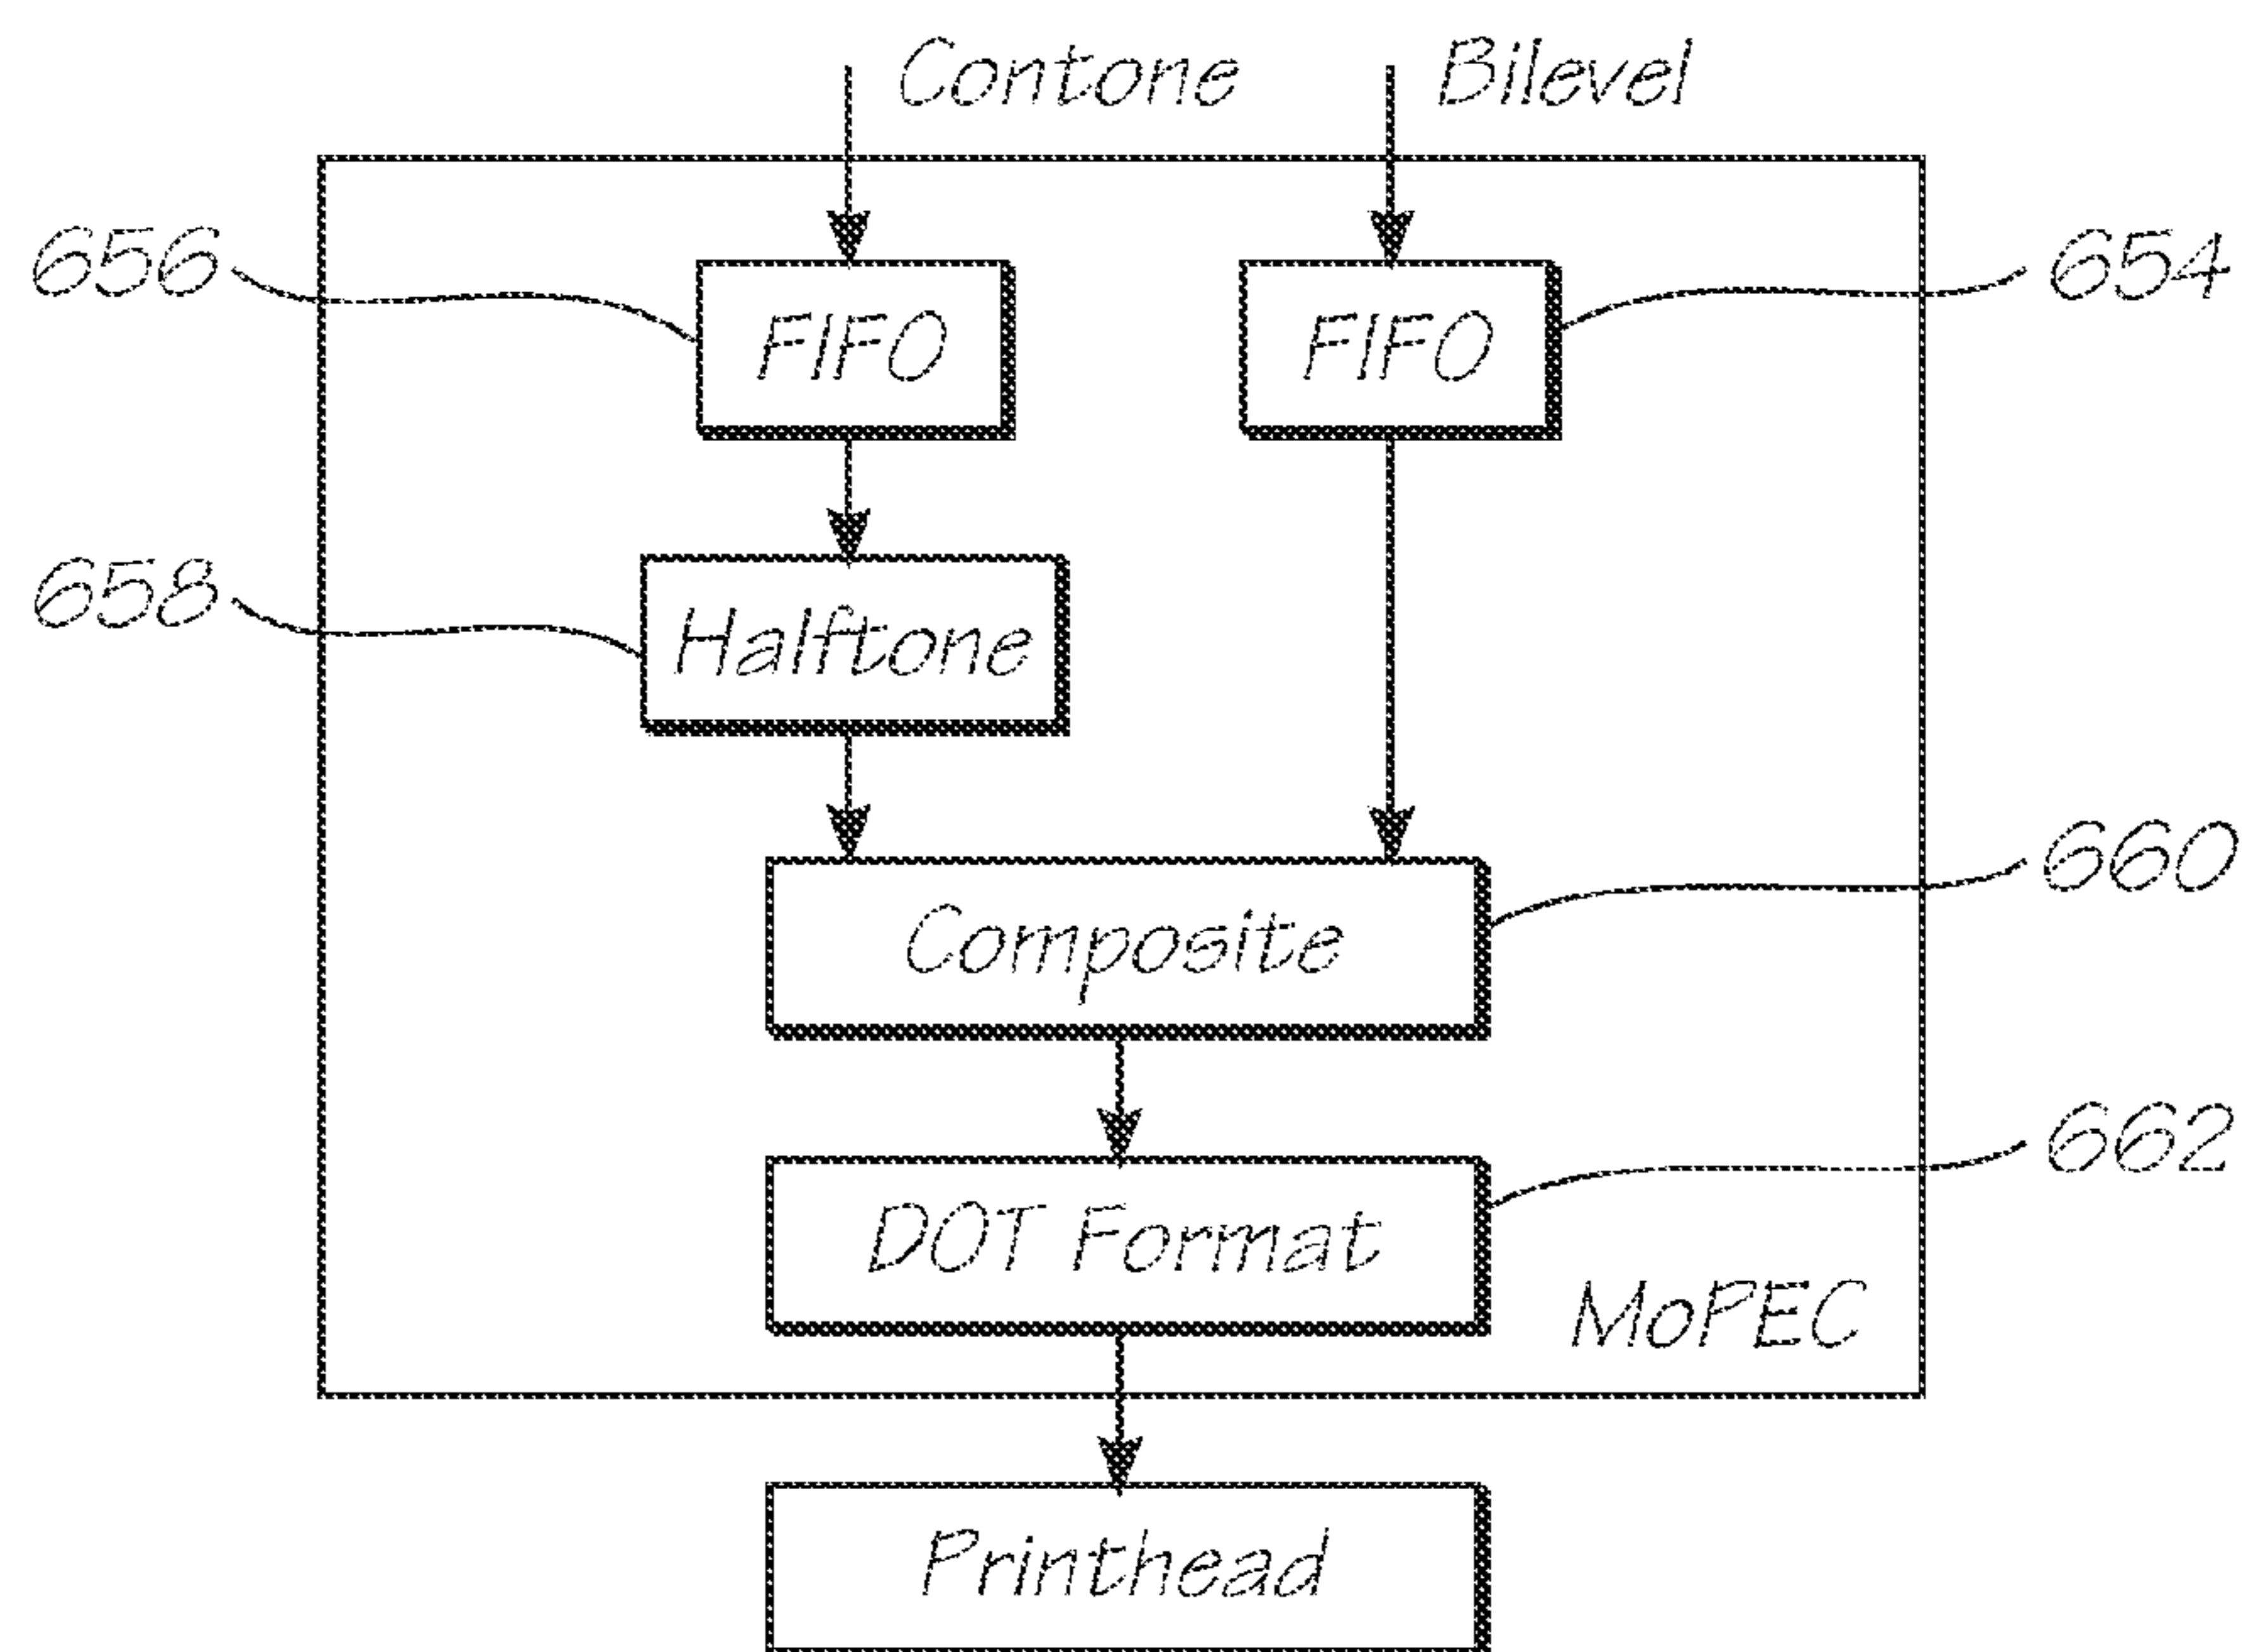 Contone
Bilevel
656
FIFO
FIFO
654
658
Halftone
Composite
660
DOT Format
662
MoPEC
Printhead